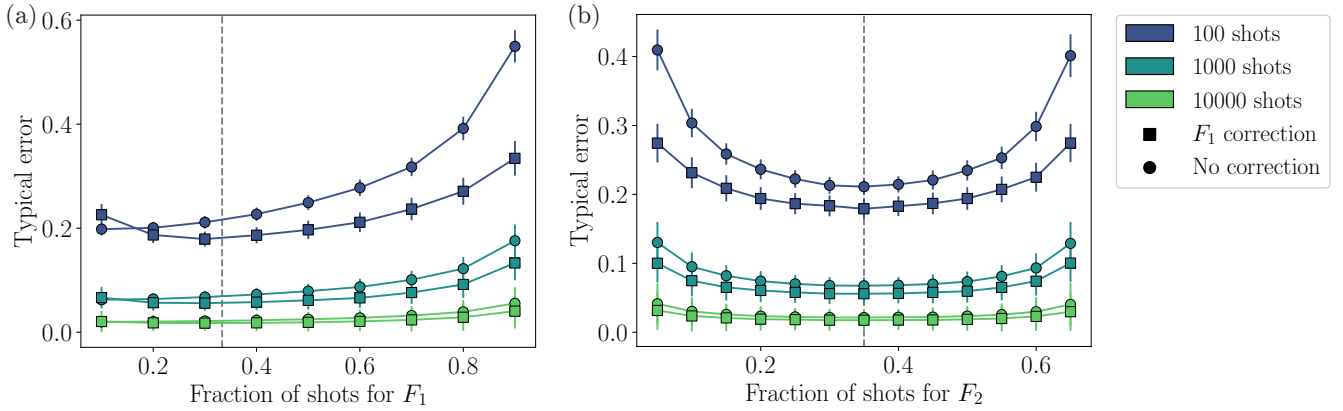 (a)
0.6
0.4
0.2
0.0
Typical error
0.2 0.4 0.6 0.8
Fraction of shots for F₁
(b)
0.4
0.3
0.2
0.1
0.0
Typical error
0.2 0.4 0.6
Fraction of shots for F₂
100 shots
1000 shots
10000 shots
F₁ correction
No correction